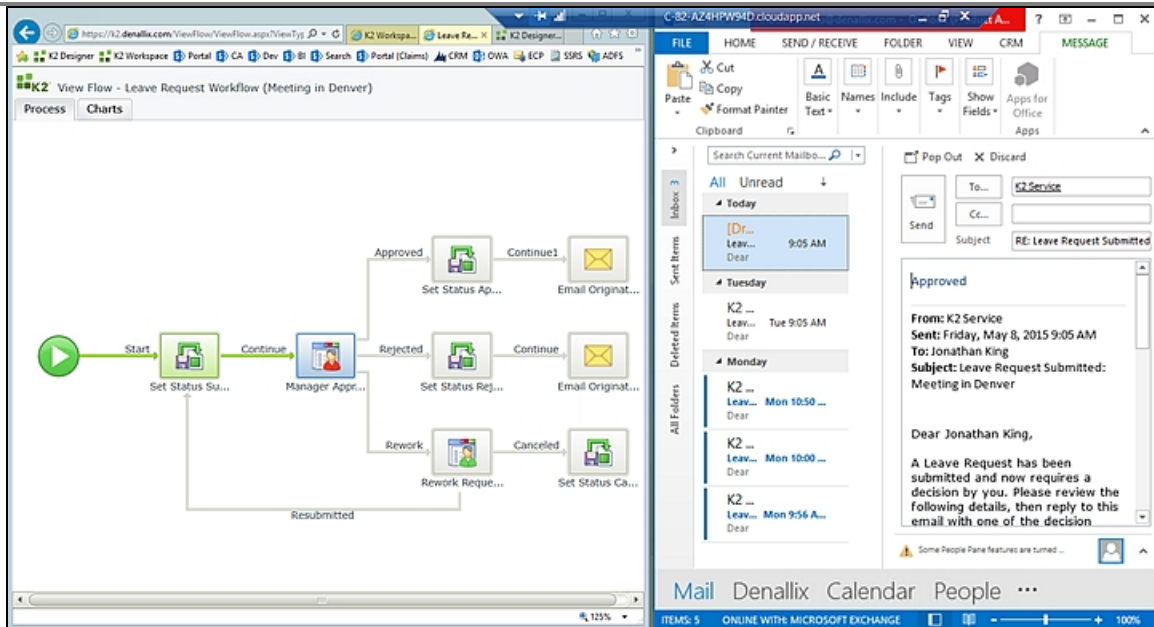 https://k2.denallix.com/ViewFlow/ViewFlow.aspx?ViewTyp
K2 Workspa...
Leave Re... ×
K2 Designer...
K2 Designer K2 Workspace Portal CA Dev BI Search Portal (Claims) CRM OWA ECP SSRS ADFS
K2 View Flow - Leave Request Workflow (Meeting in Denver)
Process Charts
Approved
Continue1
Set Status Ap...
Email Originat...
Start
Continue
Rejected
Continue
Set Status Su...
Manager Appr...
Set Status Rej...
Email Originat...
Rework
Canceled
Rework Reque...
Set Status Ca...
Resubmitted
125%
C-82-AZ4HPW94D.cloudapp.net
FILE HOME SEND / RECEIVE FOLDER VIEW CRM MESSAGE
Paste
Cut
Copy
Format Painter
Clipboard
Basic Text
Names
Include
Tags
Show Fields
Apps for Office
Apps
Search Current Mailbo...
All Unread
Inbox 3
Sent Items
Deleted Items
All Folders
Today
[Dr...
Leav... 9:05 AM
Dear
Tuesday
K2 ...
Leav... Tue 9:05 AM
Dear
Monday
K2 ...
Leav... Mon 10:50 ...
Dear
K2 ...
Leav... Mon 10:00 ...
Dear
K2 ...
Leav... Mon 9:56 A...
Dear
Pop Out Discard
Send
To... K2 Service
Cc...
Subject RE: Leave Request Submitted
Approved
From: K2 Service
Sent: Friday, May 8, 2015 9:05 AM
To: Jonathan King
Subject: Leave Request Submitted:
Meeting in Denver
Dear Jonathan King,
A Leave Request has been
submitted and now requires a
decision by you. Please review the
following details, then reply to this
email with one of the decision
Some People Pane features are turned ...
Mail Denallix Calendar People ...
ITEMS: 5 ONLINE WITH: MICROSOFT EXCHANGE 100%